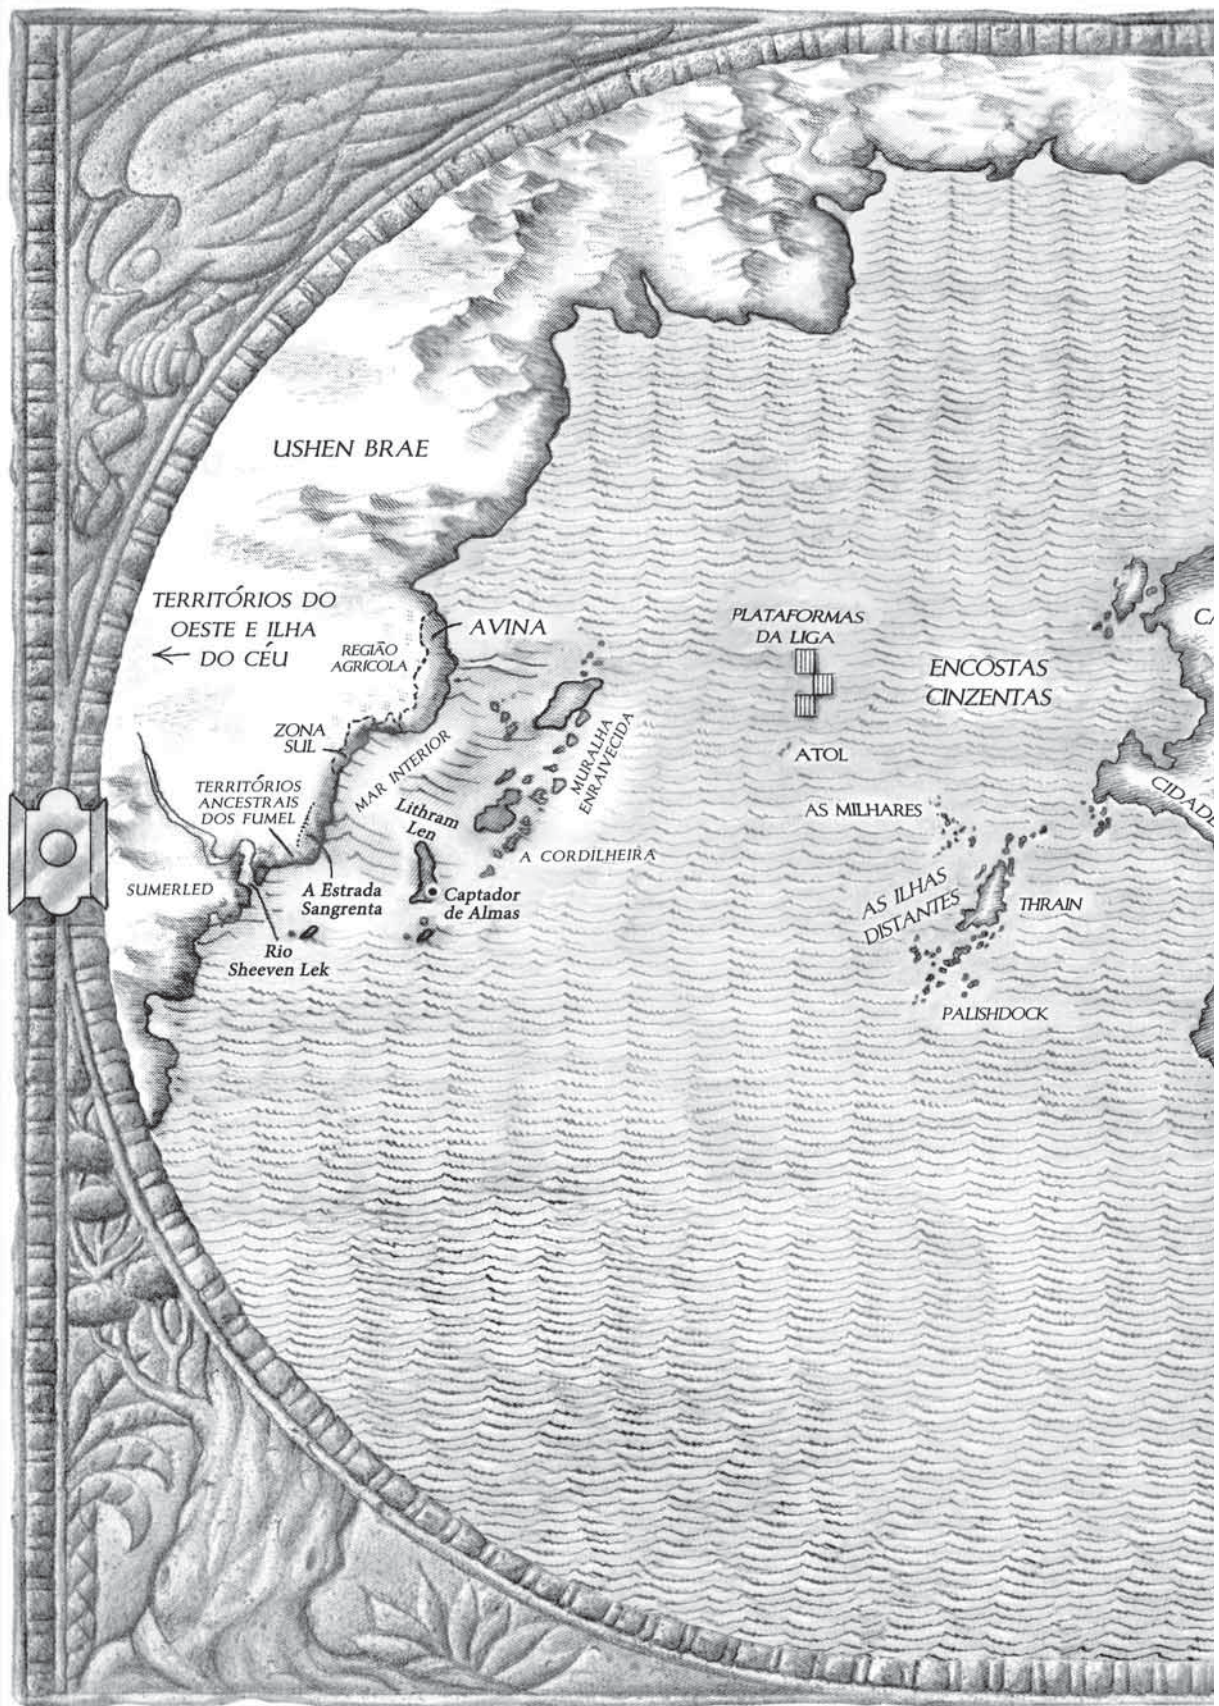 USHEN BRAE
TERRITÓRIOS DO
OESTE E ILHA
DO CÉU
AVINA
REGIÃO
AGRÍCOLA
PLATAFORMAS
DA LIGA
ENCOSTAS
CINZENTAS
CA
ZONA
SUL
MAR INTERIOR
MURALHA
ENRAIVECIDA
ATOL
CIDADE
TERRITÓRIOS
ANCESTRAIS
DOS FUMEL
Lithram
Len
AS MILHARES
A CORDILHEIRA
SUMERLED
A Estrada
Sangrenta
Captador
de Almas
AS ILHAS
DISTANTES
THRAIN
Rio
Sheeven Lek
PALISHDOCK